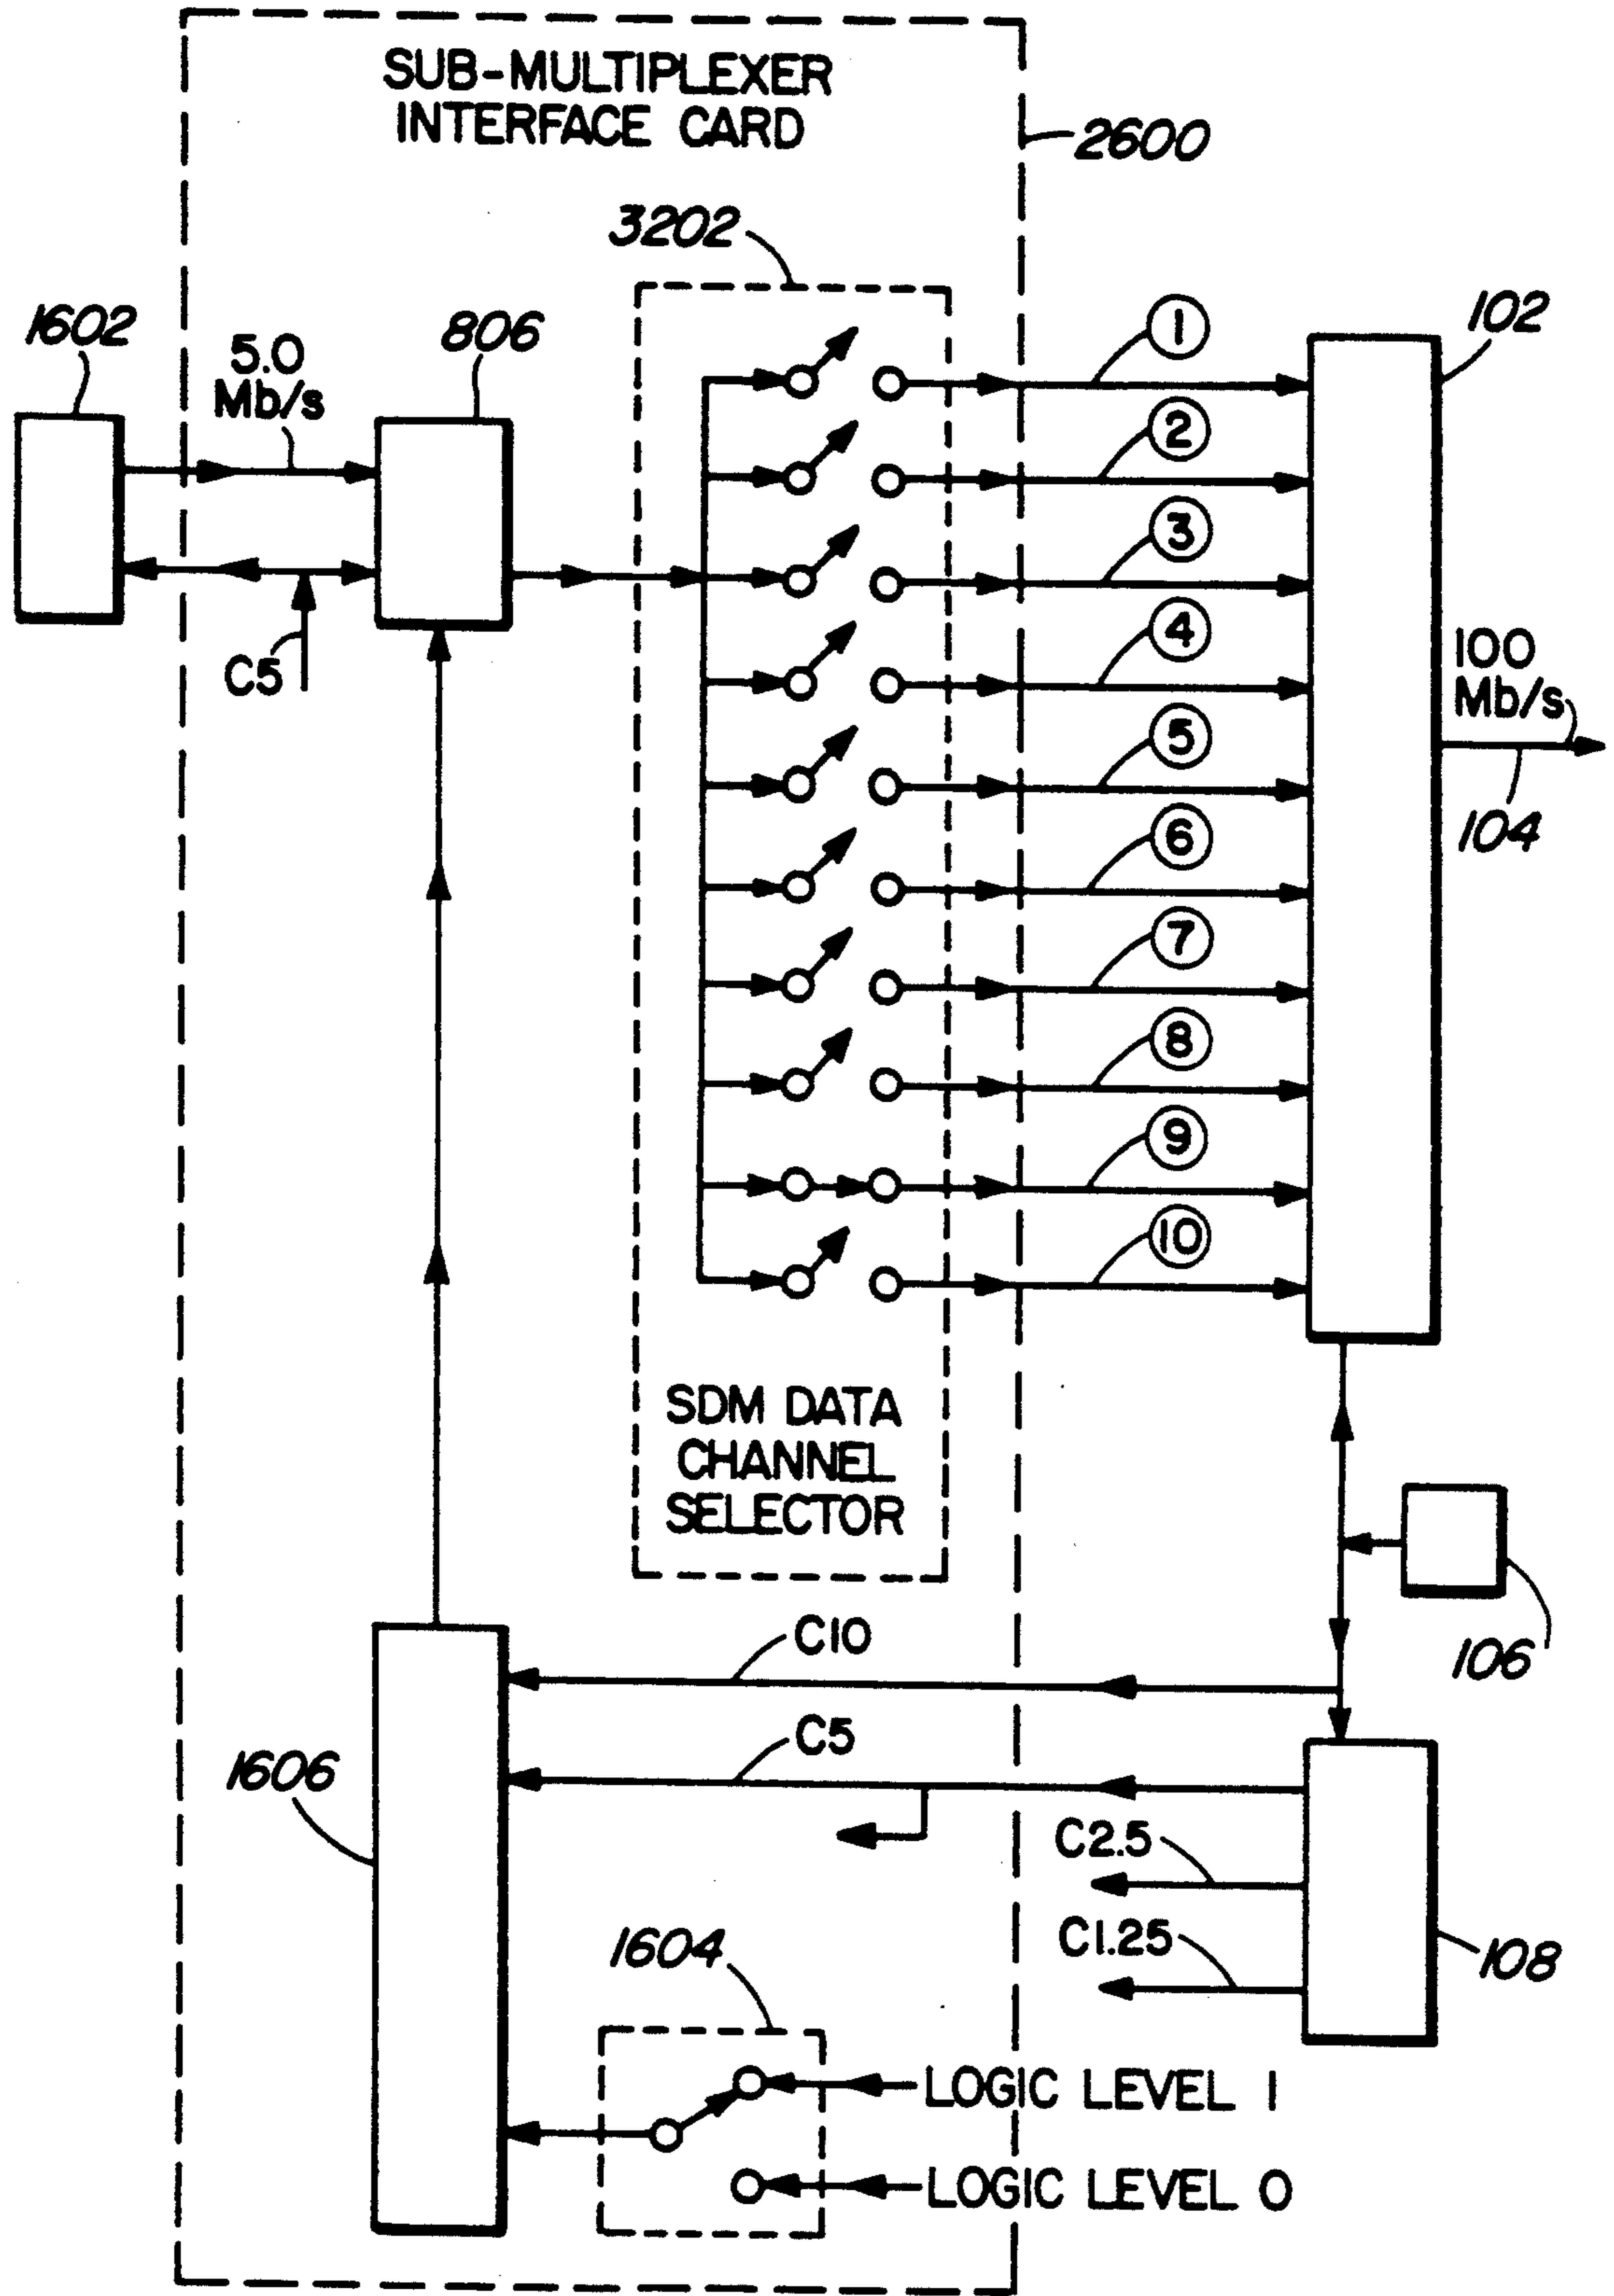 SUB-MULTIPLEXER
INTERFACE CARD
2600
3202
1602
5.0
Mb/s
806
102
1
2
3
4
5
6
7
8
9
10
C5
100
Mb/s
104
SDM DATA
CHANNEL
SELECTOR
106
C10
C5
1606
C2.5
C1.25
108
1604
LOGIC LEVEL 1
LOGIC LEVEL 0